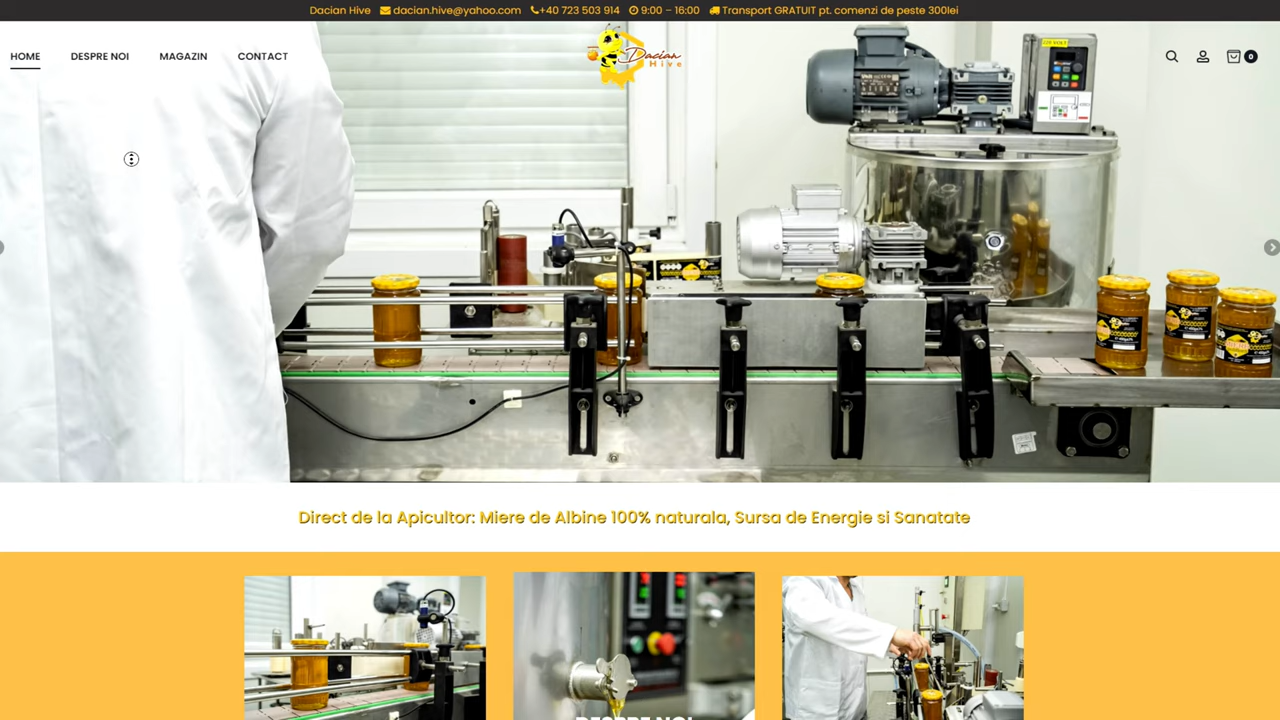 Dacian Hive dacian.hive@yahoo.com +40 723 503 914 9:00 – 16:00 Transport GRATUIT pt. comenzi de peste 300lei
HOME DESPRE NOI MAGAZIN CONTACT
Dacian
Hive
0
Direct de la Apicultor: Miere de Albine 100% naturala, Sursa de Energie si Sanatate
DESPRE NOI